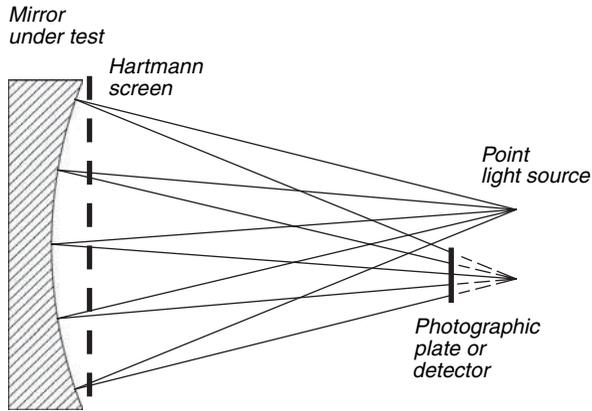 Mirror
under test
Hartmann
screen
Point
light source
Photographic
plate or
detector